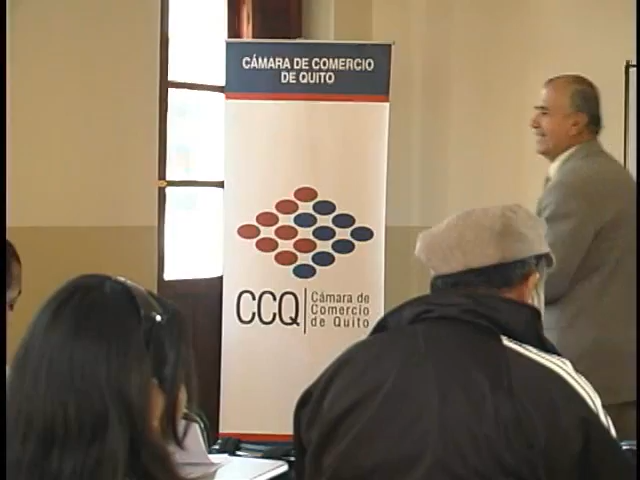 CÁMARA DE COMERCIO
DE QUITO
CCQ
Cámara de
Comercio
de Quito